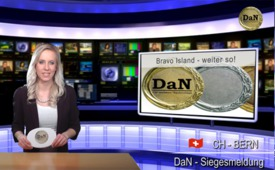 DaN
Bravo Island - weiter so!
DaN
CH - BERN
DaN - Siegesmeldung